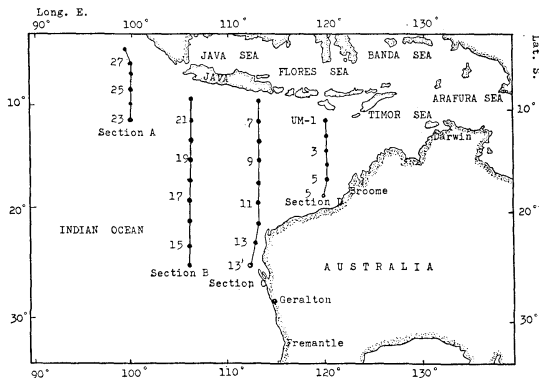 Long. E.
90° 100° 110° 120° 130°
Lat. S.
JAVA SEA BANDA SEA
27 JAVA FLORES SEA
25 ARAFURA SEA
10° 10°
23 21 7 UM-1 TIMOR SEA
Section A Darwin
3
19 9
5
17 5 Broome
11 Section D
20° 20°
INDIAN OCEAN 13
15 13'
Section B Section C AUSTRALIA
Geralton
30° 30°
Fremantle
90° 100° 110° 120° 130°